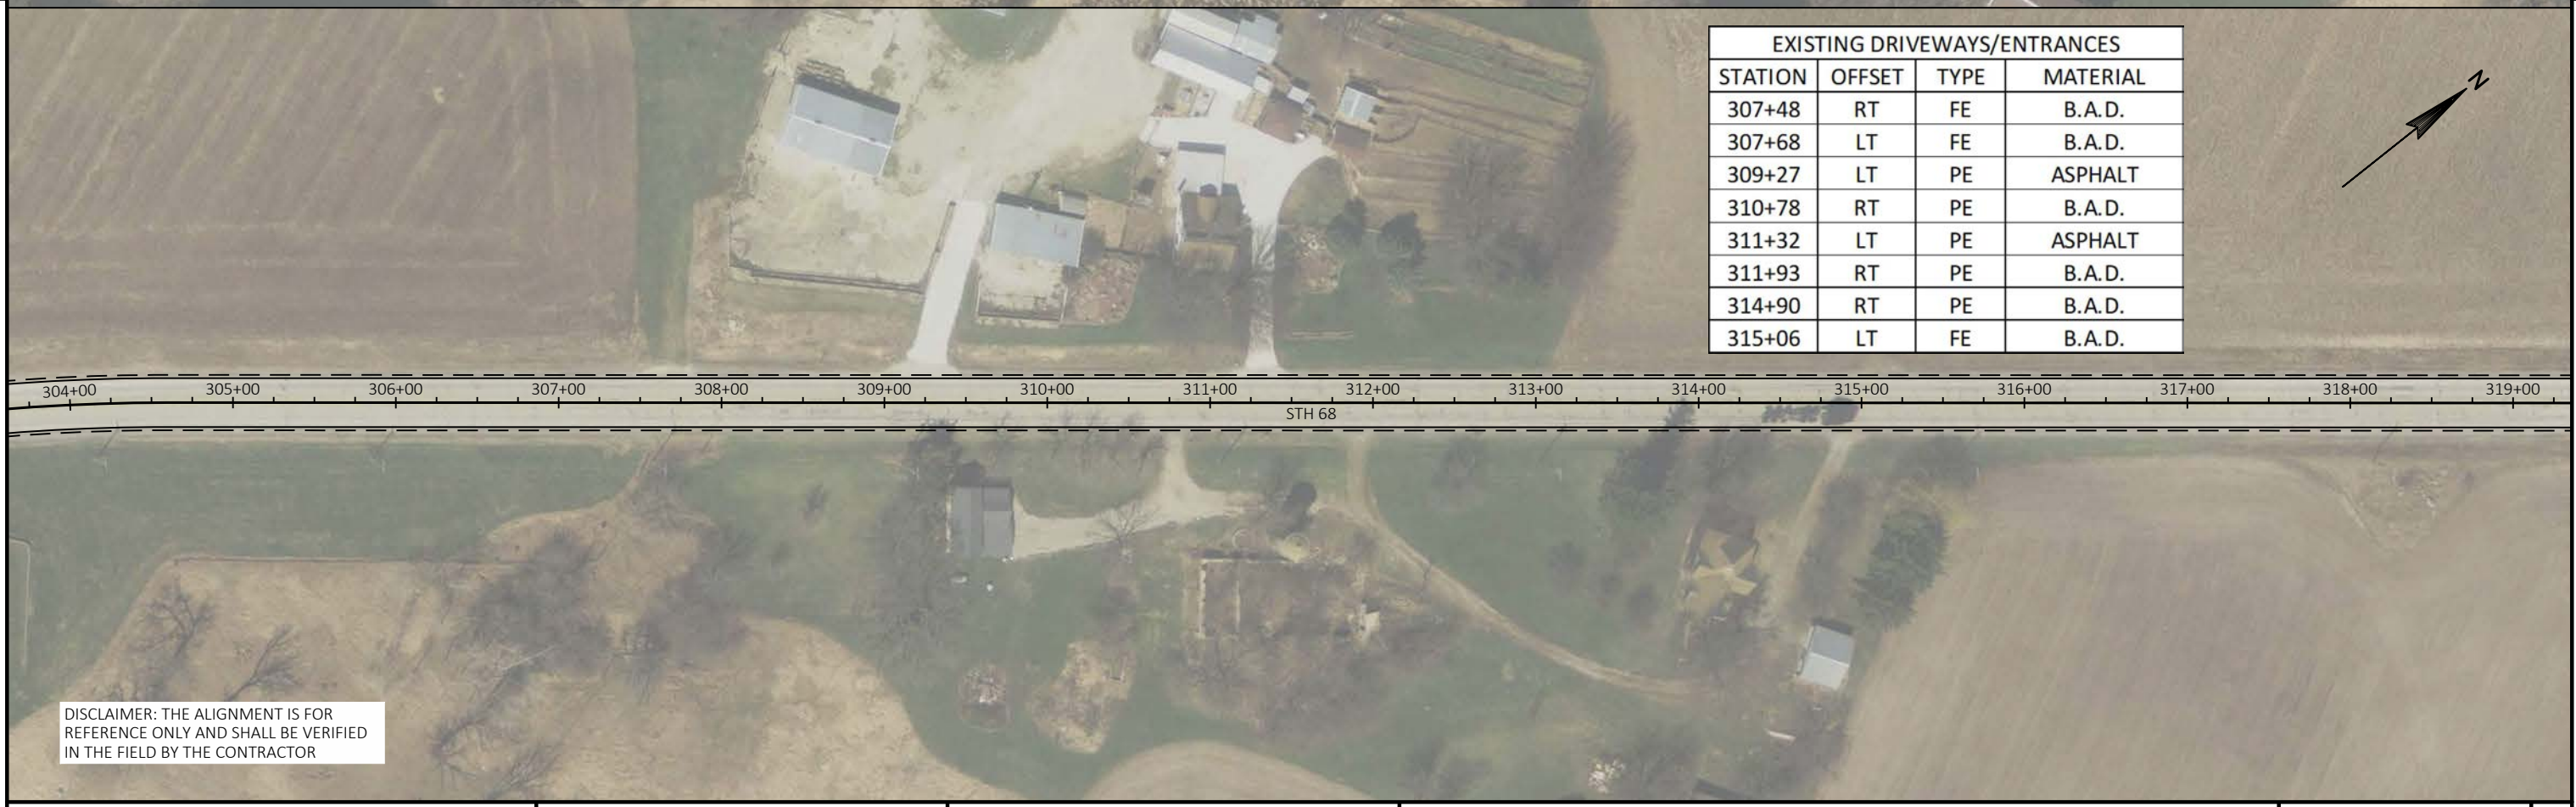 EXISTING DRIVEWAYS/ENTRANCES
STATION OFFSET TYPE MATERIAL
307+48 RT FE B.A.D.
307+68 LT FE B.A.D.
309+27 LT PE ASPHALT
310+78 RT PE B.A.D.
311+32 LT PE ASPHALT
311+93 RT PE B.A.D.
314+90 RT PE B.A.D.
315+06 LT FE B.A.D.
N
304+00 305+00 306+00 307+00 308+00 309+00 310+00 311+00 312+00 313+00 314+00 315+00 316+00 317+00 318+00 319+00
STH 68
DISCLAIMER: THE ALIGNMENT IS FOR
REFERENCE ONLY AND SHALL BE VERIFIED
IN THE FIELD BY THE CONTRACTOR